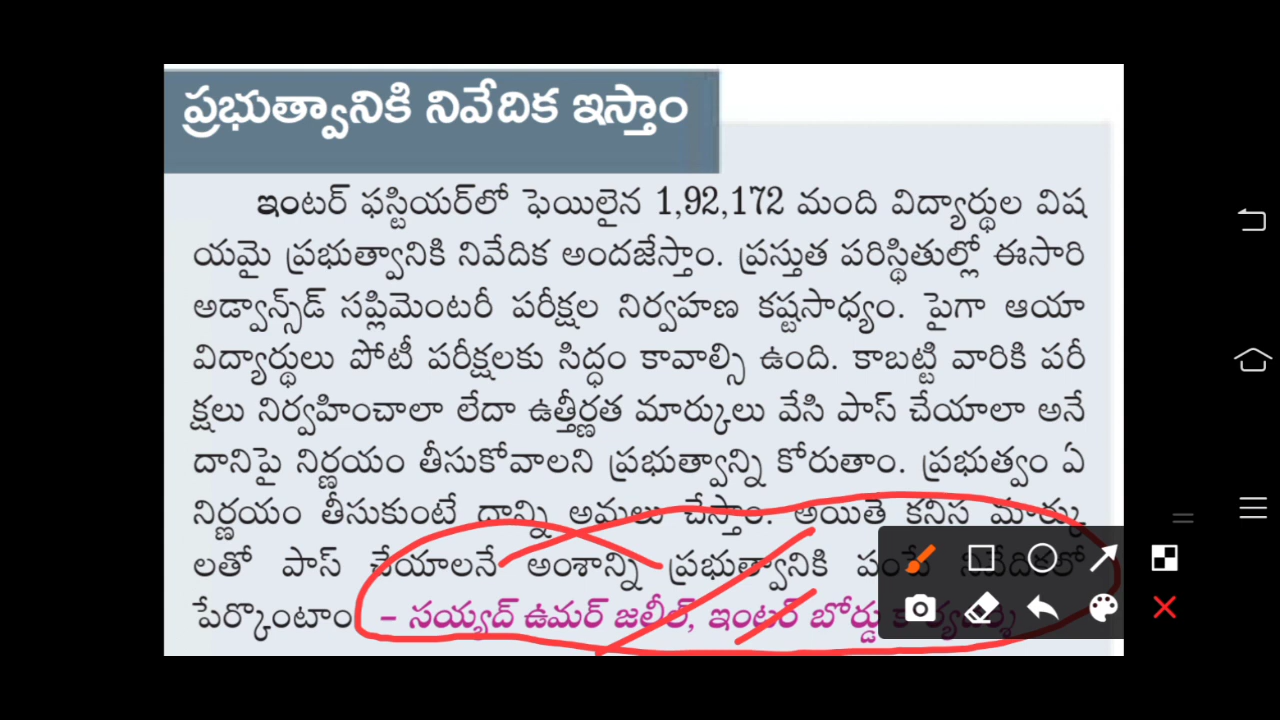 ప్రభుత్వానికి నివేదిక ఇస్తాం
ఇంటర్ ఫస్టియర్‌లో ఫెయిలైన 1,92,172 మంది విద్యార్థుల విష
యమై ప్రభుత్వానికి నివేదిక అందజేస్తాం. ప్రస్తుత పరిస్థితుల్లో ఈసారి
అడ్వాన్స్‌డ్ సప్లిమెంటరీ పరీక్షల నిర్వహణ కష్టసాధ్యం. పైగా ఆయా
విద్యార్థులు పోటీ పరీక్షలకు సిద్ధం కావాల్సి ఉంది. కాబట్టి వారికి పరీ
క్షలు నిర్వహించాలా లేదా ఉత్తీర్ణత మార్కులు వేసి పాస్ చేయాలా అనే
దానిపై నిర్ణయం తీసుకోవాలని ప్రభుత్వాన్ని కోరుతాం. ప్రభుత్వం ఏ
నిర్ణయం తీసుకుంటే దాన్ని అమలు చేస్తాం. అయితే కనీస మార్కు
లతో పాస్ చేయాలనే అంశాన్ని ప్రభుత్వానికి పంపే నివేదికలో
పేర్కొంటాం – సయ్యద్ ఉమర్ జలీల్, ఇంటర్ బోర్డు కార్యదర్శి